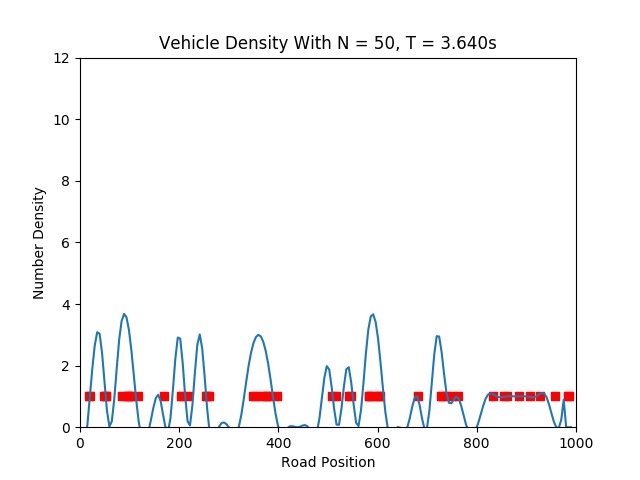 Vehicle Density With N = 50, T = 3.640s
12
10
8
6
4
2
0
Number Density
0 200 400 600 800 1000
Road Position